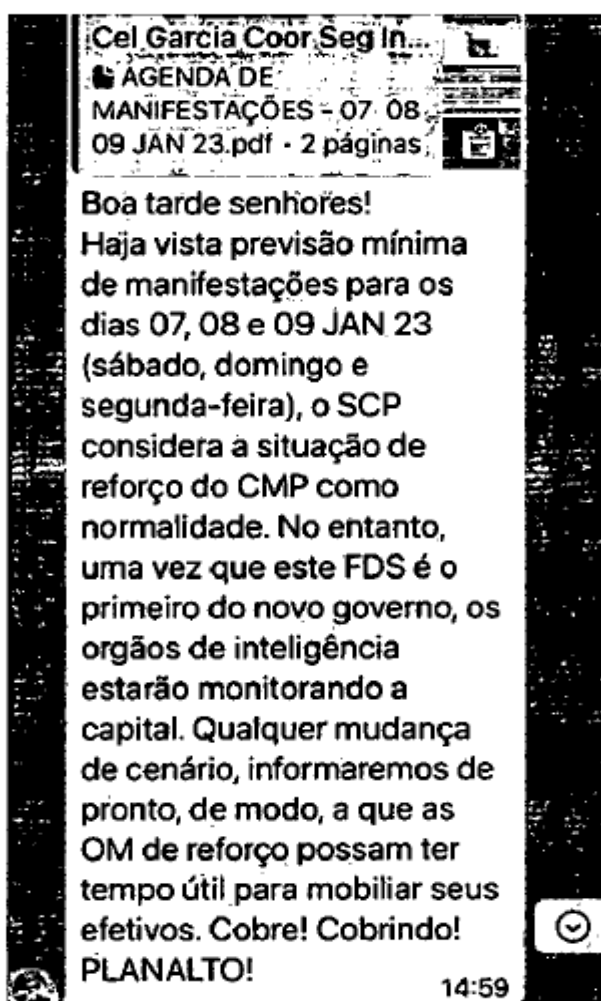 Cel Garcia Coor Seg In...
AGENDA DE
MANIFESTAÇÕES - 07 08
09 JAN 23.pdf · 2 páginas
Boa tarde senhores!
Haja vista previsão mínima
de manifestações para os
dias 07, 08 e 09 JAN 23
(sábado, domingo e
segunda-feira), o SCP
considera a situação de
reforço do CMP como
normalidade. No entanto,
uma vez que este FDS é o
primeiro do novo governo, os
orgãos de inteligência
estarão monitorando a
capital. Qualquer mudança
de cenário, informaremos de
pronto, de modo, a que as
OM de reforço possam ter
tempo útil para mobiliar seus
efetivos. Cobre! Cobrindo!
PLANALTO!
14:59